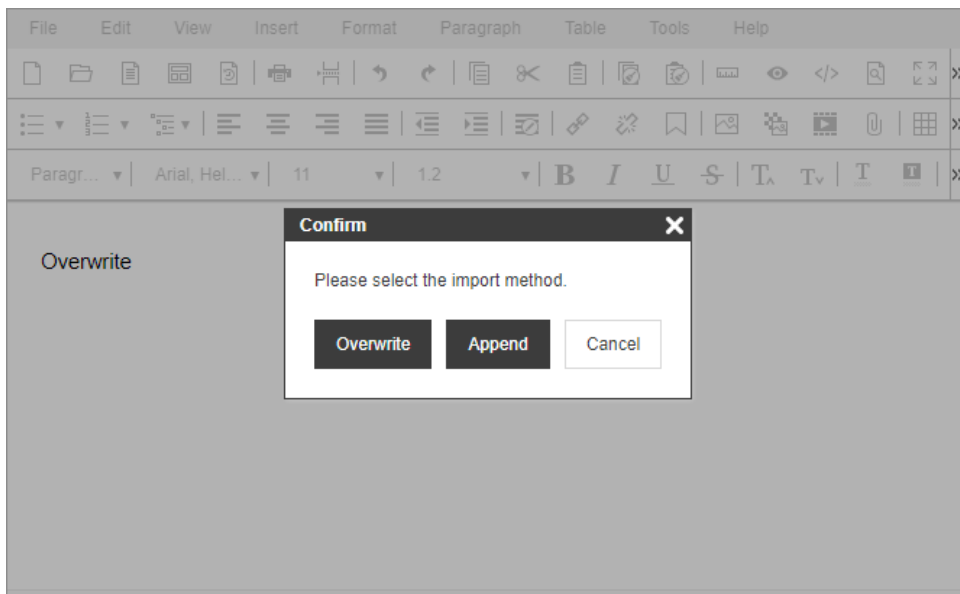 File Edit View Insert Format Paragraph Table Tools Help
Paragr... Arial, Hel... 11 1.2 B I U S T T T T
Confirm
Overwrite
Please select the import method.
Overwrite Append Cancel